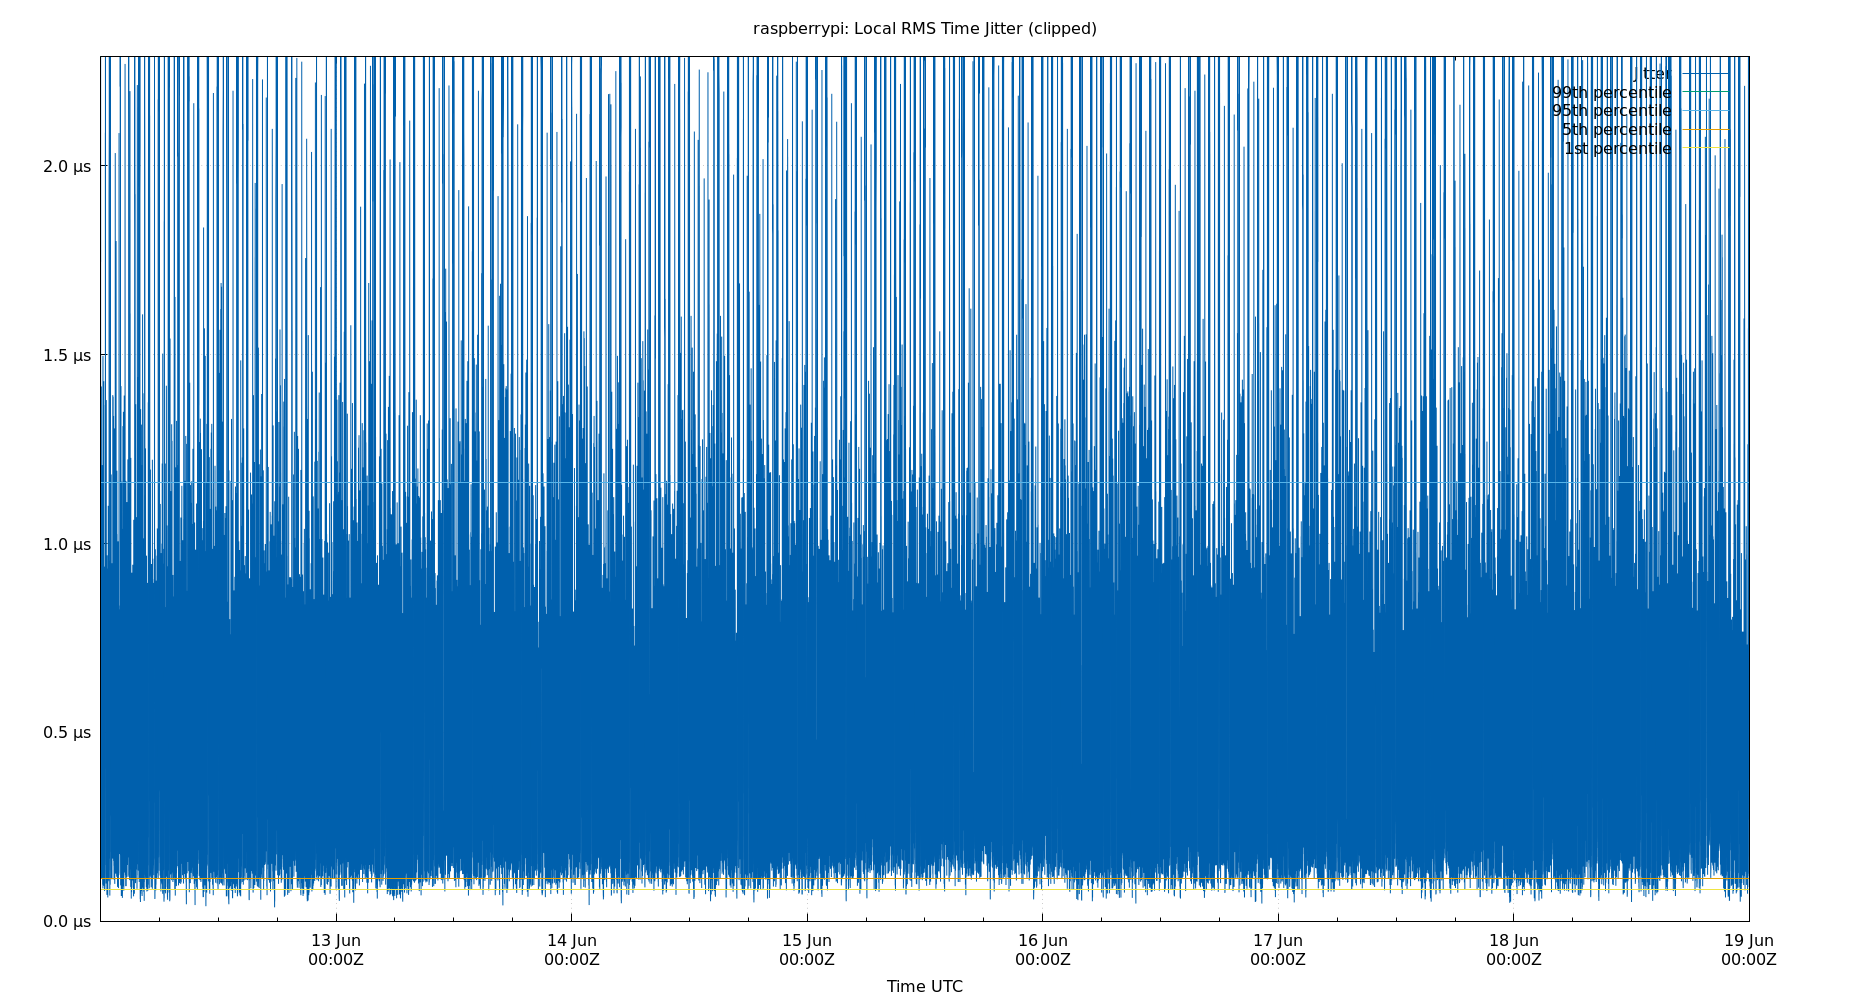 raspberrypi: Local RMS Time Jitter (clipped)
jitter
99th percentile
95th percentile
5th percentile
1st percentile
2.0 µs
1.5 µs
1.0 µs
0.5 µs
0.0 µs
13 Jun
00:00Z
14 Jun
00:00Z
15 Jun
00:00Z
16 Jun
00:00Z
17 Jun
00:00Z
18 Jun
00:00Z
19 Jun
00:00Z
Time UTC